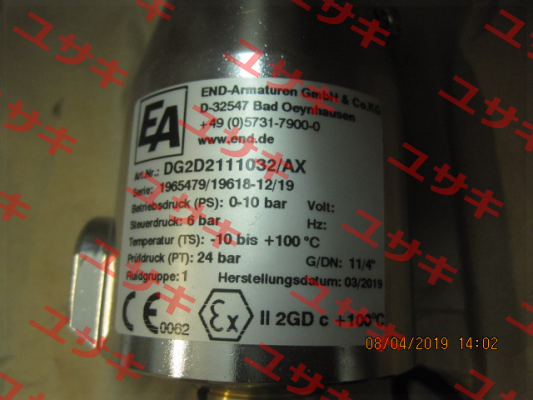 END-Armaturen GmbH & Co.KG
D-32547 Bad Oeynhausen
+49 (0)5731-7900-0
www.end.de
EA
Art.Nr.: DG2D2111032/AX
Serie: 1965479/19618-12/19
Betriebsdruck (PS): 0-10 bar Volt:
Steuerdruck: 6 bar Hz:
Temperatur (TS): -10 bis +100 °C
Prüfdruck (PT): 24 bar G/DN: 11/4"
Fluidgruppe: 1 Herstellungsdatum: 03/2019
CE 0062 Ex II 2GD c +100°C
08/04/2019 14:02
ユサキ
ユサキ
ユサキ
ユサキ
ユサキ
ユサキ
ユサキ